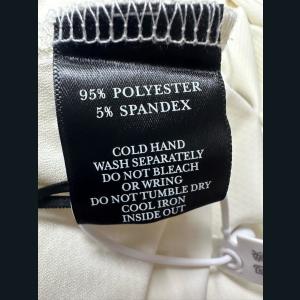 95% POLYESTER
5% SPANDEX
COLD HAND
WASH SEPARATELY
DO NOT BLEACH
OR WRING
DO NOT TUMBLE DRY
COOL IRON
INSIDE OUT